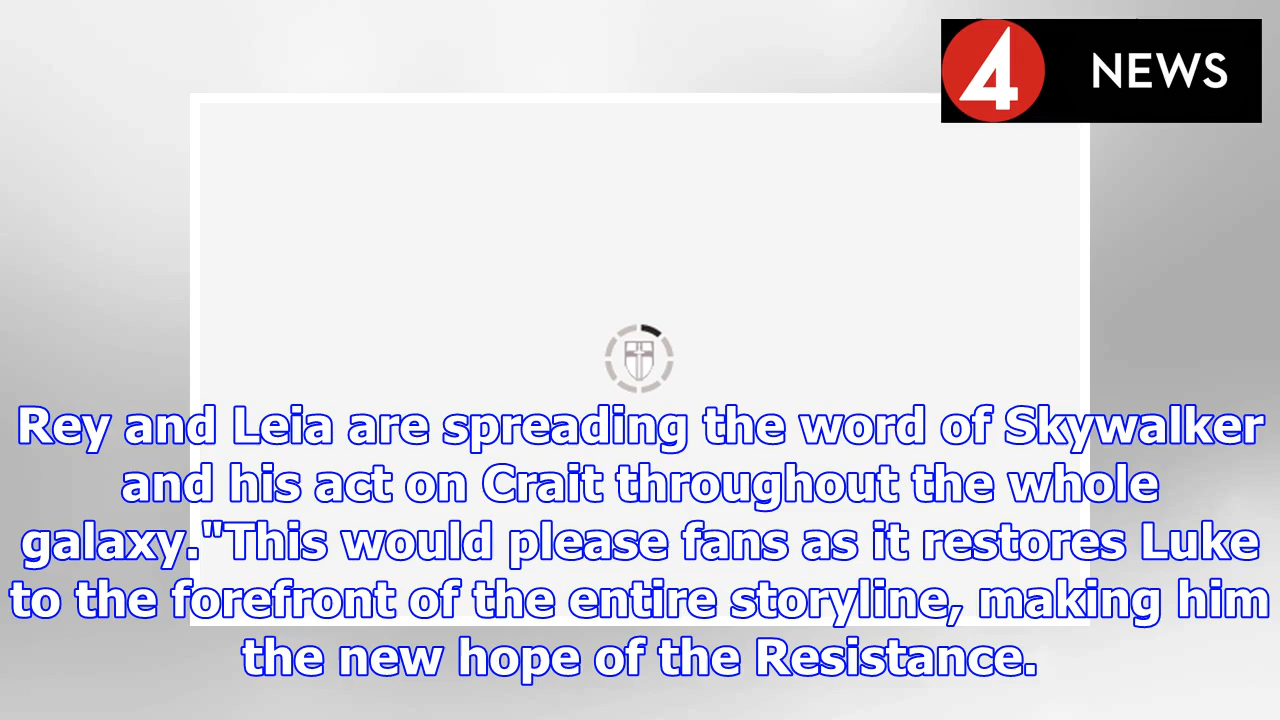 4 NEWS
Rey and Leia are spreading the word of Skywalker
and his act on Crait throughout the whole
galaxy."This would please fans as it restores Luke
to the forefront of the entire storyline, making him
the new hope of the Resistance.